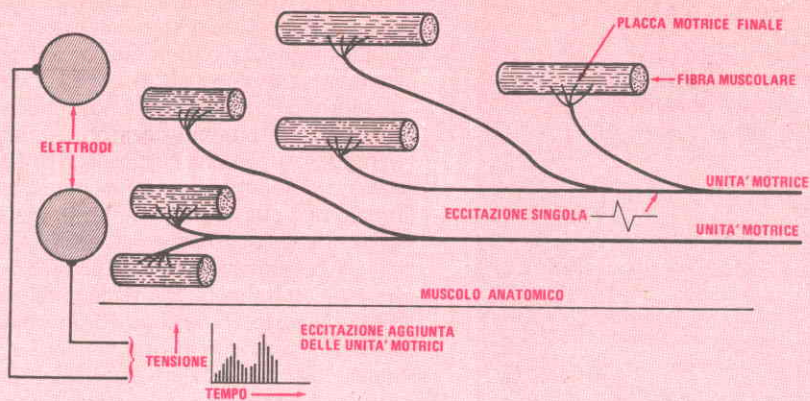 PLACCA MOTRICE FINALE
FIBRA MUSCOLARE
ELETTRODI
UNITA' MOTRICE
ECCITAZIONE SINGOLA
UNITA' MOTRICE
MUSCOLO ANATOMICO
ECCITAZIONE AGGIUNTA
DELLE UNITA' MOTRICI
TENSIONE
TEMPO